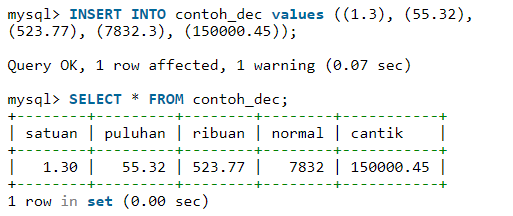 mysql> INSERT INTO contoh_dec values ((1.3), (55.32),
(523.77), (7832.3), (150000.45));
Query OK, 1 row affected, 1 warning (0.07 sec)
mysql> SELECT * FROM contoh_dec;
+--------+---------+--------+--------+-----------+
| satuan | puluhan | ribuan | normal | cantik    |
+--------+---------+--------+--------+-----------+
|   1.30 |   55.32 | 523.77 |   7832 | 150000.45 |
+--------+---------+--------+--------+-----------+
1 row in set (0.00 sec)